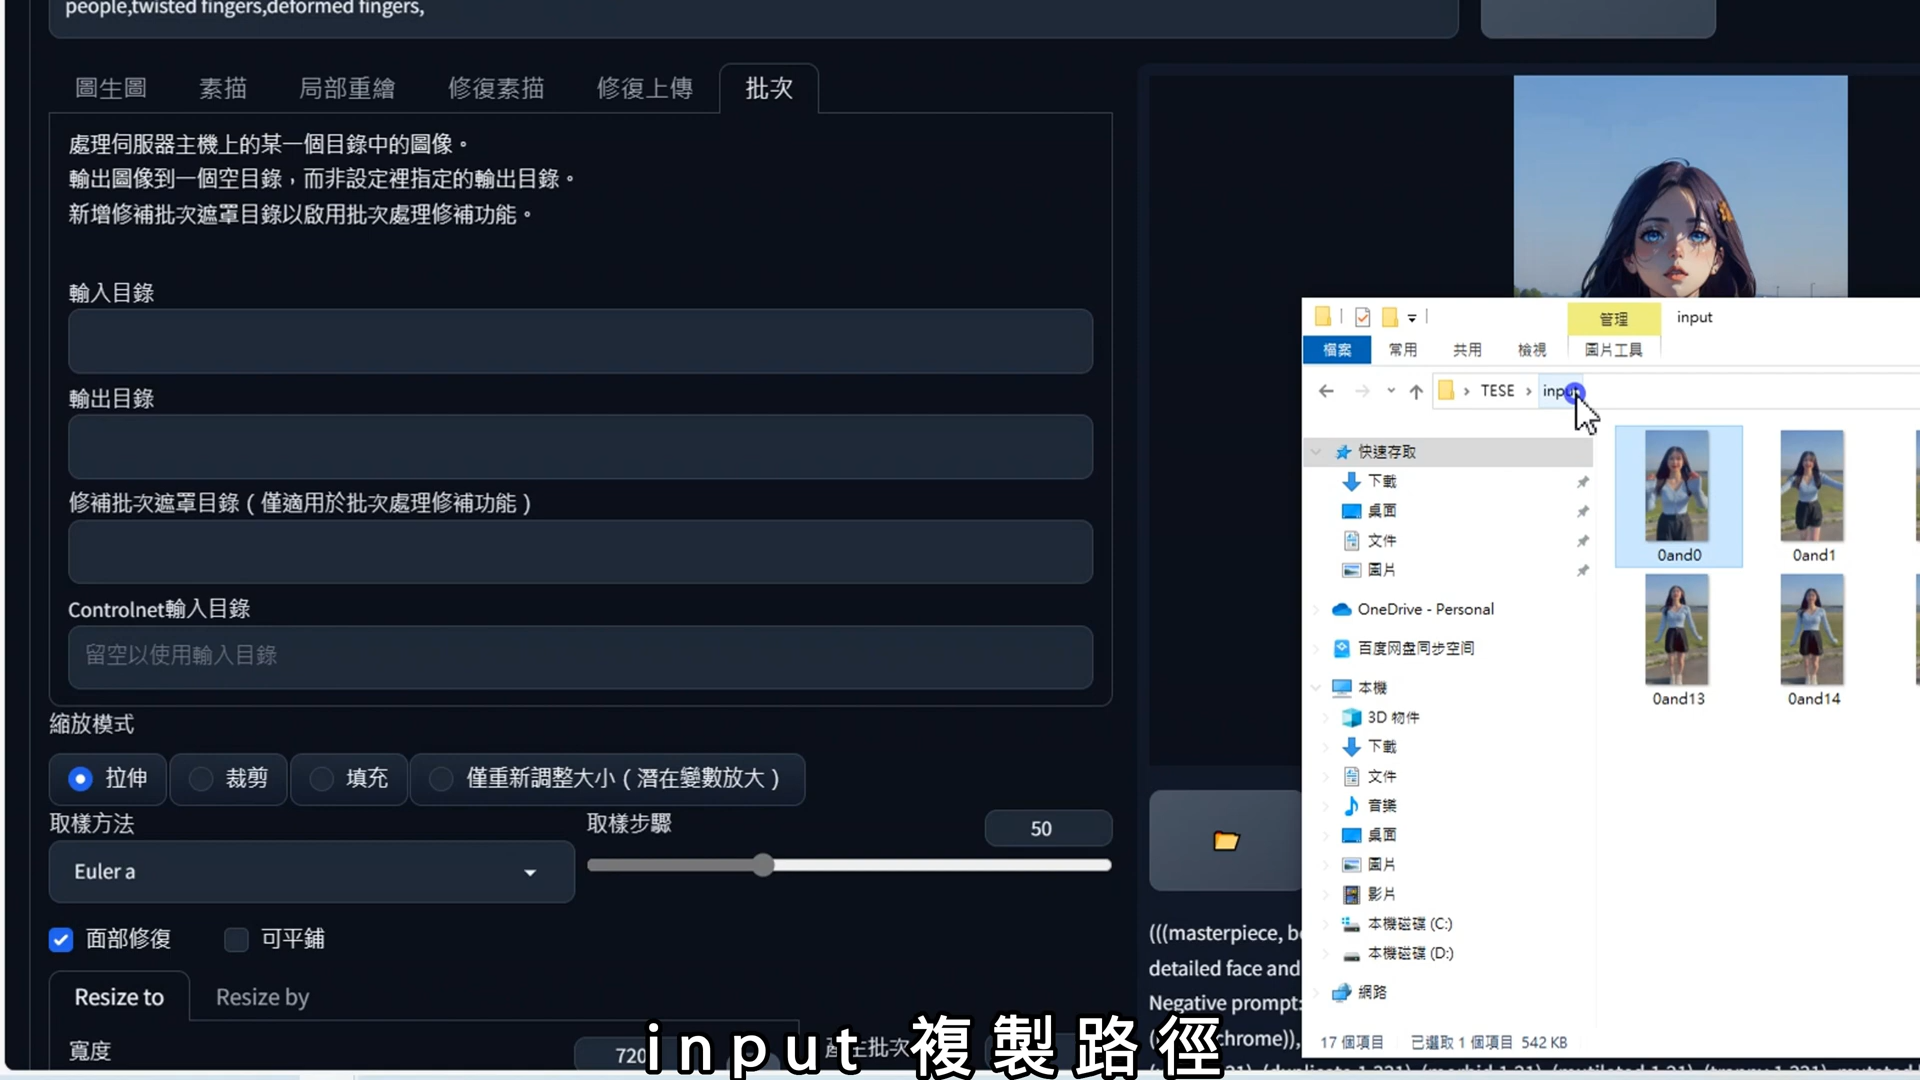 people,twisted fingers,deformed fingers,
圖生圖 素描 局部重繪 修復素描 修復上傳 批次
處理伺服器主機上的某一個目錄中的圖像。
輸出圖像到一個空目錄，而非設定裡指定的輸出目錄。
新增修補批次遮罩目錄以啟用批次處理修補功能。
輸入目錄
輸出目錄
修補批次遮罩目錄 ( 僅適用於批次處理修補功能 )
Controlnet輸入目錄
留空以使用輸入目錄
縮放模式
拉伸 裁剪 填充 僅重新調整大小 ( 潛在變數放大 )
取樣方法
Euler a
取樣步驟
50
面部修復 可平鋪
Resize to Resize by
寬度
720
產生批次
(((masterpiece, be
detailed face and
Negative prompt:
chrome)),
管理 input
檔案 常用 共用 檢視 圖片工具
TESE input
快速存取
下載
桌面
文件
圖片
OneDrive - Personal
百度网盘同步空间
本機
3D 物件
下載
文件
音樂
桌面
圖片
影片
本機磁碟 (C:)
本機磁碟 (D:)
網路
0and0 0and1
0and13 0and14
17 個項目 已選取 1 個項目 542 KB
input 複製路徑